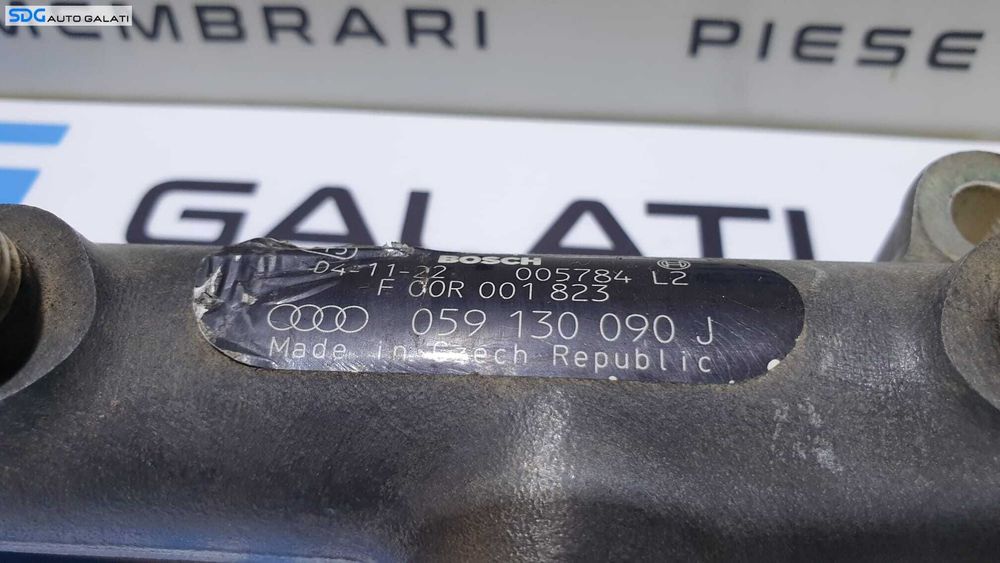 SDG AUTO GALATI
MEMBRARI PIESE
GALATI
BOSCH
04-11-22 005784 L2
F 00R 001 823
059 130 090 J
Made in Czech Republic